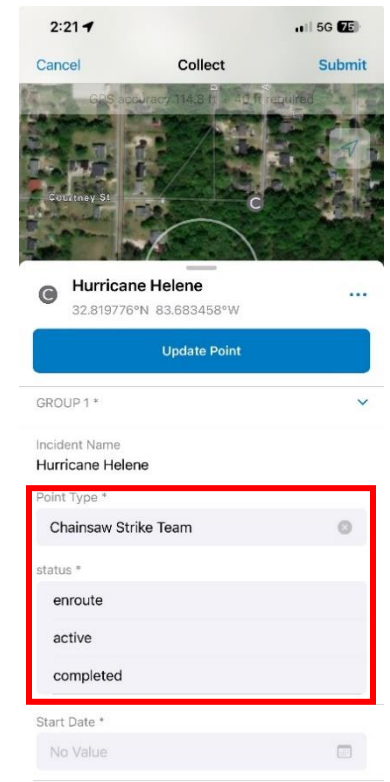 2:21 5G 75
Cancel Collect Submit
GPS accuracy 114.8 ft 40 ft required
Courtney St
C
C Hurricane Helene
32.819776°N 83.683458°W
Update Point
GROUP 1 *
Incident Name
Hurricane Helene
Point Type *
Chainsaw Strike Team
status *
enroute
active
completed
Start Date *
No Value